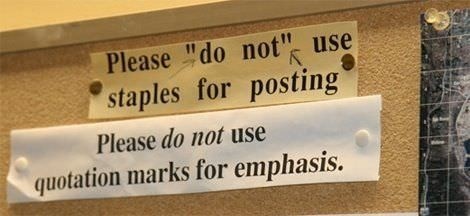 Please "do not" use
staples for posting
Please do not use
quotation marks for emphasis.